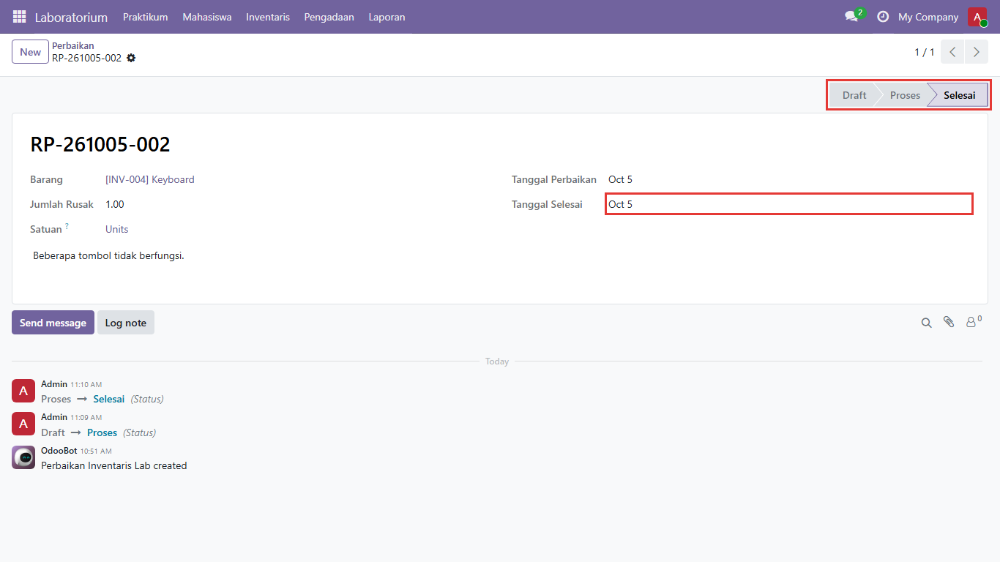 Laboratorium Praktikum Mahasiswa Inventaris Pengadaan Laporan 2 My Company A
New Perbaikan
RP-261005-002 1 / 1
Draft Proses Selesai
RP-261005-002
Barang [INV-004] Keyboard Tanggal Perbaikan Oct 5
Jumlah Rusak 1.00 Tanggal Selesai Oct 5
Satuan ? Units
Beberapa tombol tidak berfungsi.
Send message Log note 0
Today
A Admin 11:10 AM
Proses → Selesai (Status)
A Admin 11:09 AM
Draft → Proses (Status)
OdooBot 10:51 AM
Perbaikan Inventaris Lab created